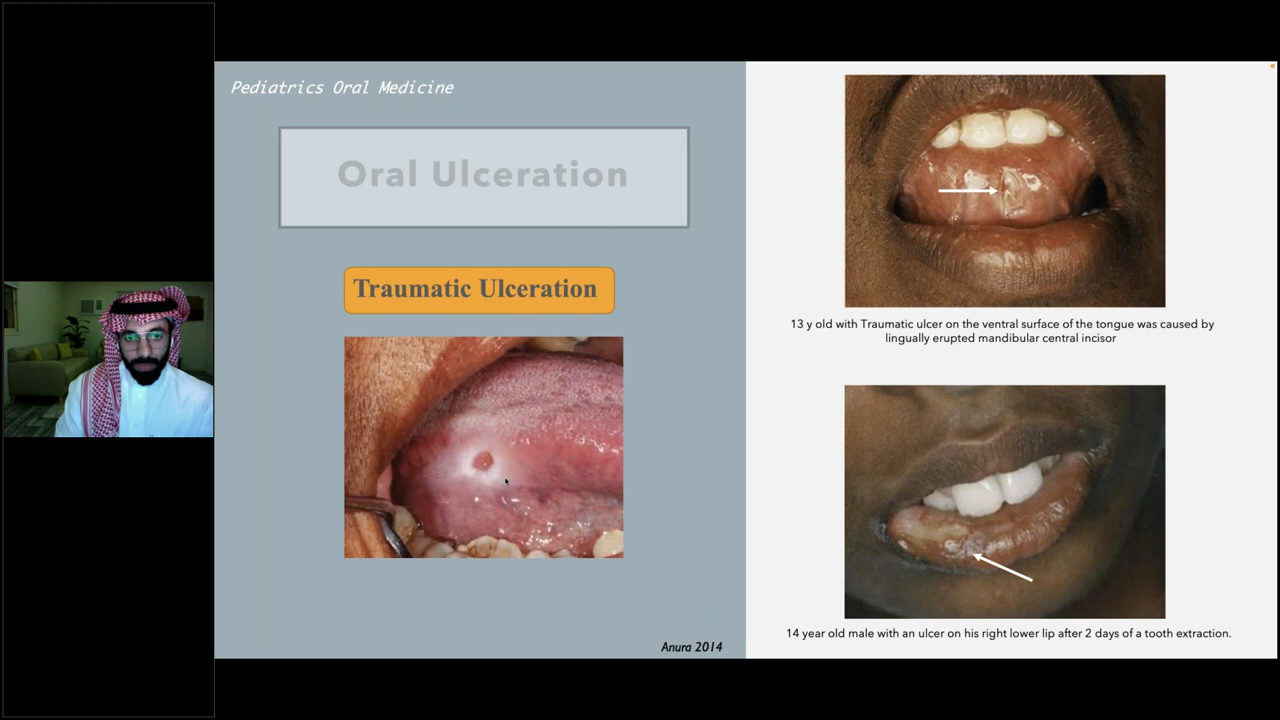 Pediatrics Oral Medicine
Oral Ulceration
Traumatic Ulceration
Anura 2014
13 y old with Traumatic ulcer on the ventral surface of the tongue was caused by
lingually erupted mandibular central incisor
14 year old male with an ulcer on his right lower lip after 2 days of a tooth extraction.